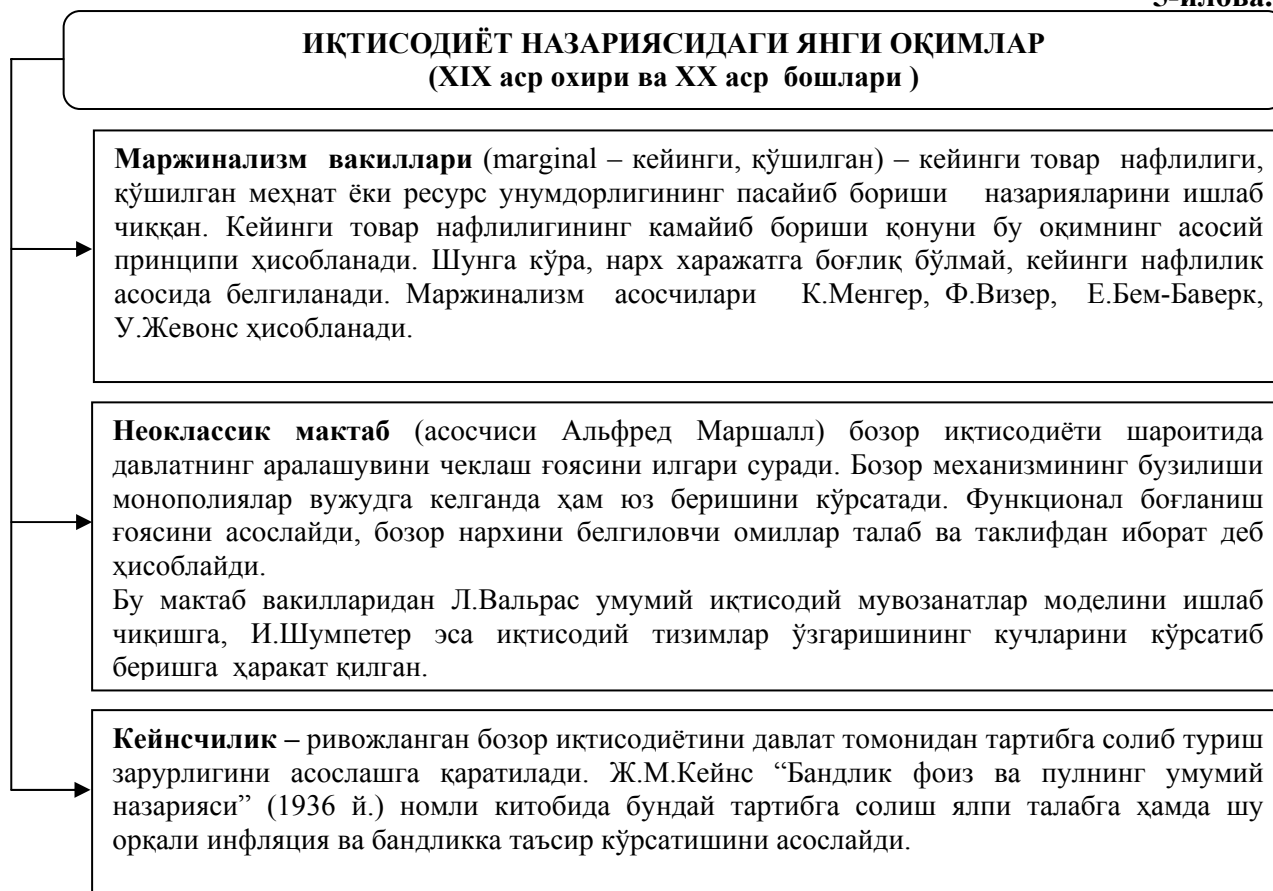 3-илова.
ИҚТИСОДИЁТ НАЗАРИЯСИДАГИ ЯНГИ ОҚИМЛАР
(XIX аср охири ва XX аср бошлари )
Маржинализм вакиллари (marginal – кейинги, қўшилган) – кейинги товар нафлилиги,
қўшилган меҳнат ёки ресурс унумдорлигининг пасайиб бориши назарияларини ишлаб
чиққан. Кейинги товар нафлилигининг камайиб бориши қонуни бу оқимнинг асосий
принципи ҳисобланади. Шунга кўра, нарх харажатга боғлиқ бўлмай, кейинги нафлилик
асосида белгиланади. Маржинализм асосчилари К.Менгер, Ф.Визер, Е.Бем-Баверк,
У.Жевонс ҳисобланади.
Неоклассик мактаб (асосчиси Альфред Маршалл) бозор иқтисодиёти шароитида
давлатнинг аралашувини чеклаш ғоясини илгари суради. Бозор механизмининг бузилиши
монополиялар вужудга келганда ҳам юз беришини кўрсатади. Функционал боғланиш
ғоясини асослайди, бозор нархини белгиловчи омиллар талаб ва таклифдан иборат деб
ҳисоблайди.
Бу мактаб вакилларидан Л.Вальрас умумий иқтисодий мувозанатлар моделини ишлаб
чиқишга, И.Шумпетер эса иқтисодий тизимлар ўзгаришининг кучларини кўрсатиб
беришга ҳаракат қилган.
Кейнсчилик – ривожланган бозор иқтисодиётини давлат томонидан тартибга солиб туриш
зарурлигини асослашга қаратилади. Ж.М.Кейнс “Бандлик фоиз ва пулнинг умумий
назарияси” (1936 й.) номли китобида бундай тартибга солиш ялпи талабга ҳамда шу
орқали инфляция ва бандликка таъсир кўрсатишини асослайди.